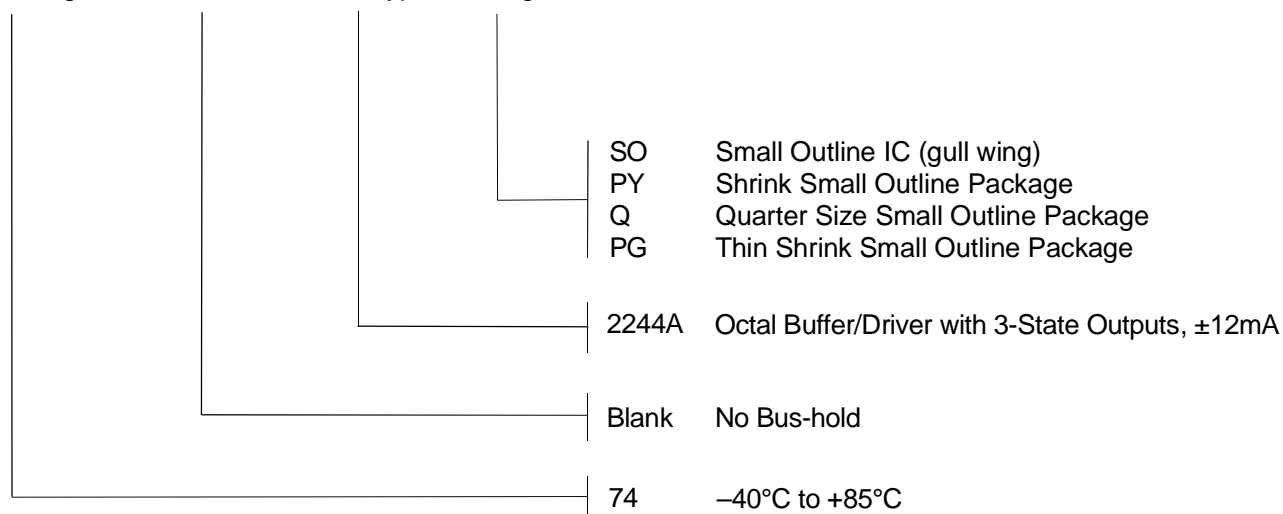 SO Small Outline IC (gull wing)
PY Shrink Small Outline Package
Q Quarter Size Small Outline Package
PG Thin Shrink Small Outline Package
2244A Octal Buffer/Driver with 3-State Outputs, ±12mA
Blank No Bus-hold
74 –40°C to +85°C